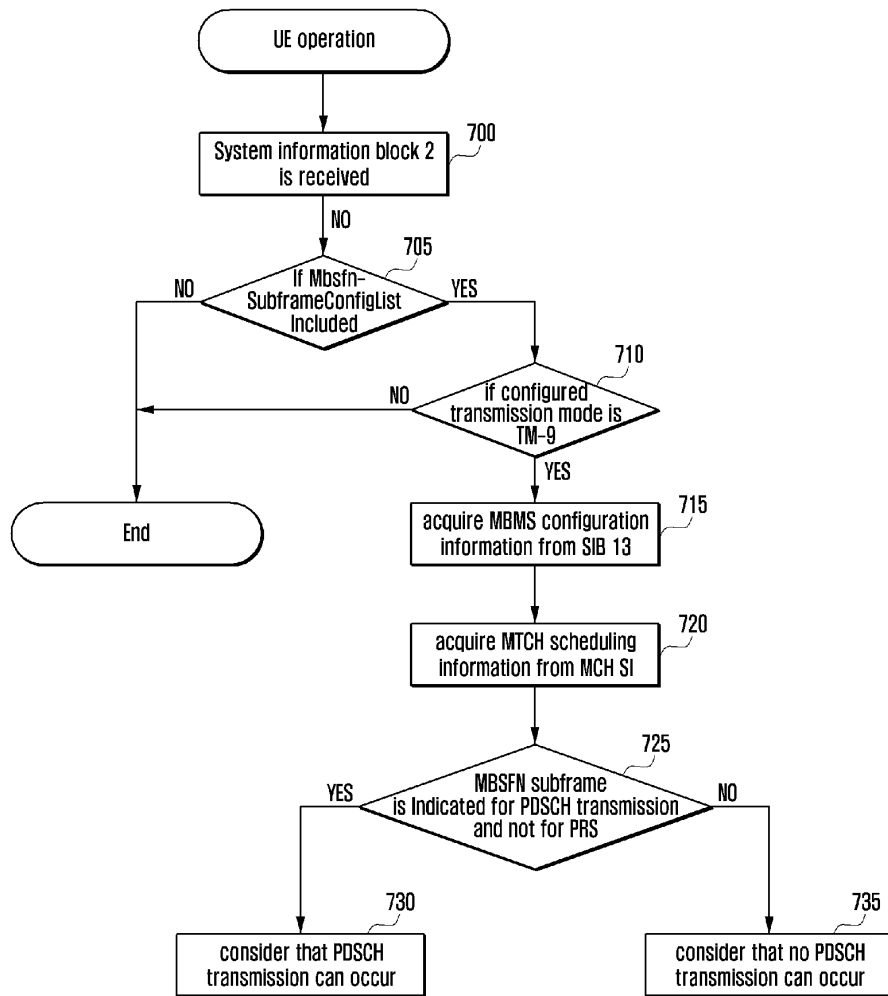 UE operation
700
System information block 2
is received
NO
705
If Mbsfn-
SubframeConfigList
Included
NO
YES
710
if configured
transmission mode is
TM-9
NO
YES
715
acquire MBMS configuration
information from SIB 13
End
720
acquire MTCH scheduling
information from MCH SI
725
MBSFN subframe
is Indicated for PDSCH transmission
and not for PRS
YES
NO
730
consider that PDSCH
transmission can occur
735
consider that no PDSCH
transmission can occur